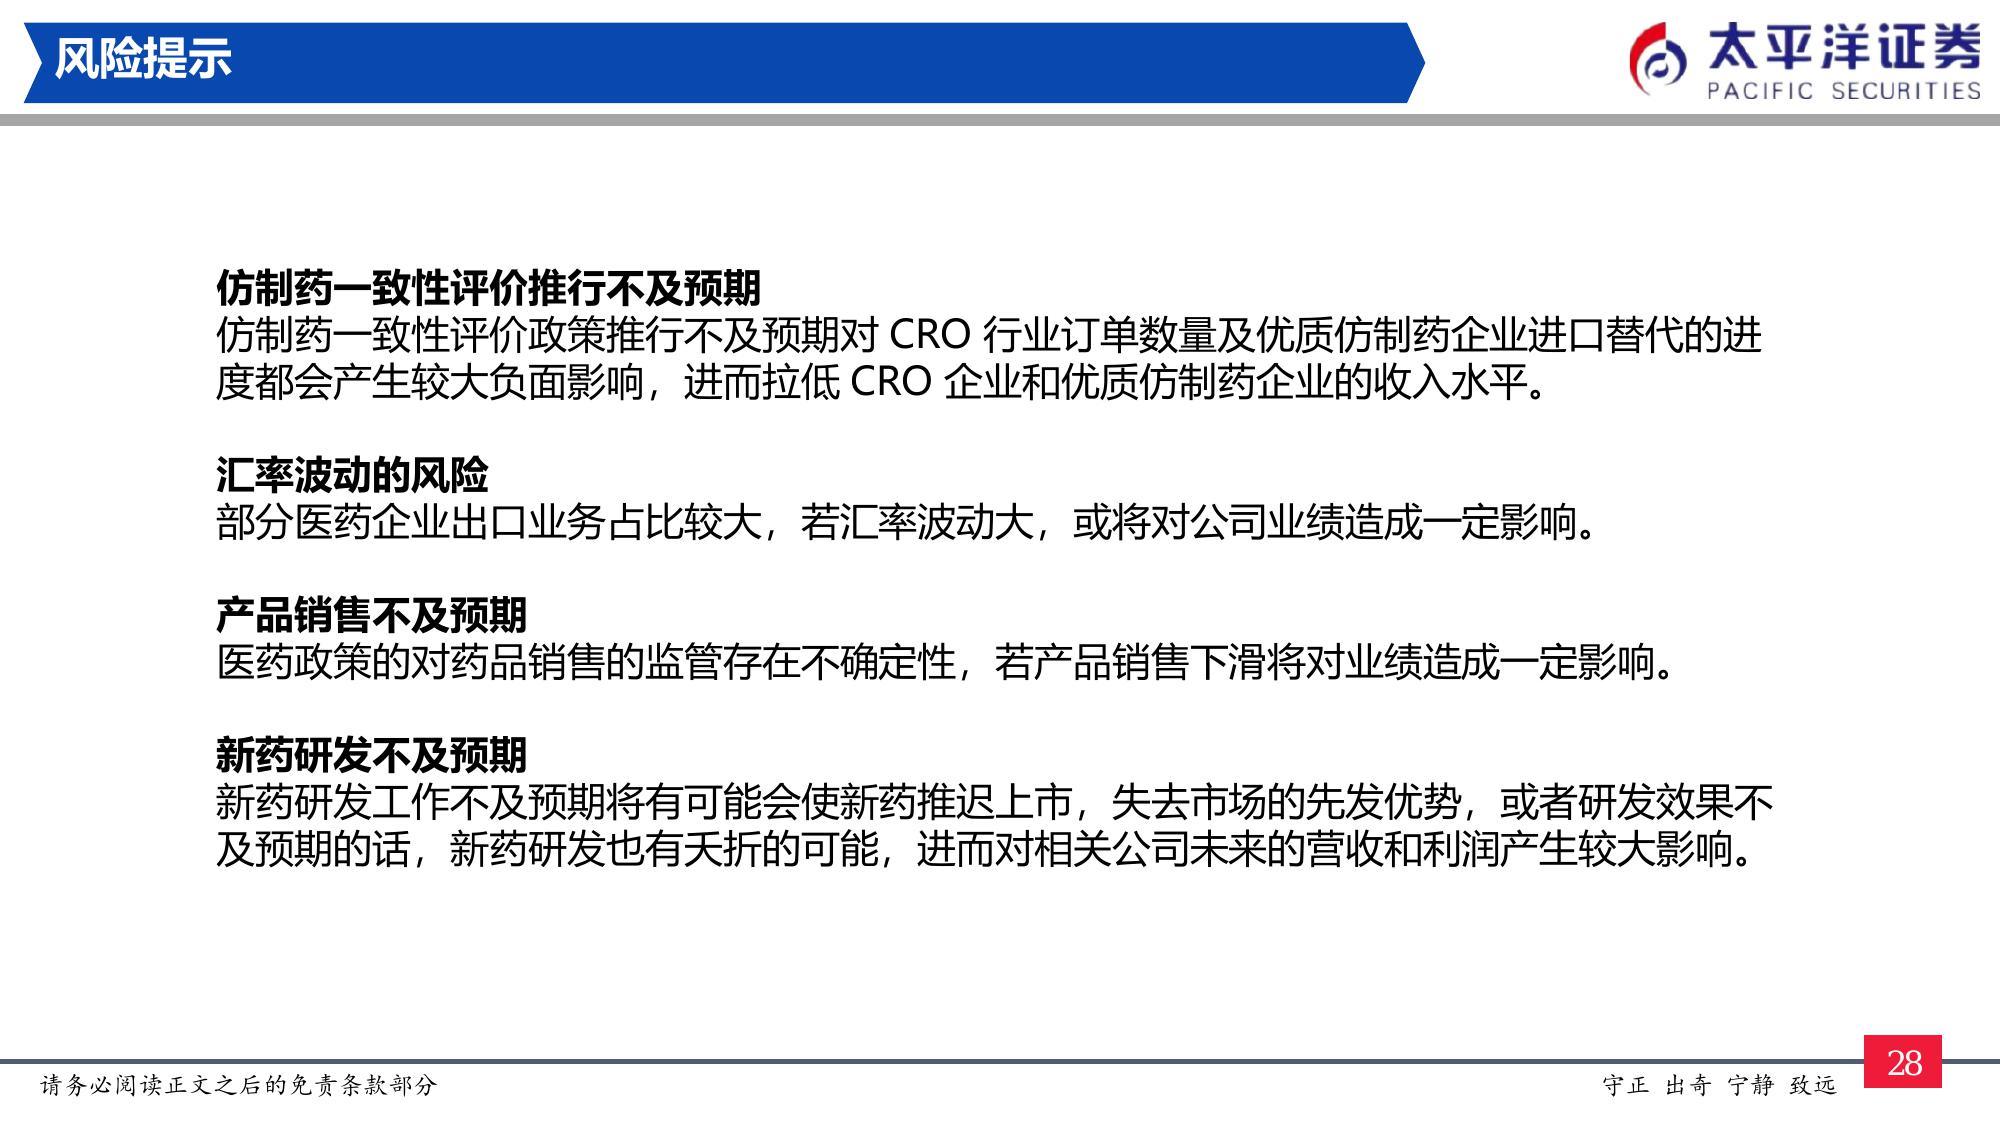 风险提示
太平洋证券
PACIFIC SECURITIES
仿制药一致性评价推行不及预期
仿制药一致性评价政策推行不及预期对 CRO 行业订单数量及优质仿制药企业进口替代的进
度都会产生较大负面影响，进而拉低 CRO 企业和优质仿制药企业的收入水平。
汇率波动的风险
部分医药企业出口业务占比较大，若汇率波动大，或将对公司业绩造成一定影响。
产品销售不及预期
医药政策的对药品销售的监管存在不确定性，若产品销售下滑将对业绩造成一定影响。
新药研发不及预期
新药研发工作不及预期将有可能会使新药推迟上市，失去市场的先发优势，或者研发效果不
及预期的话，新药研发也有夭折的可能，进而对相关公司未来的营收和利润产生较大影响。
请务必阅读正文之后的免责条款部分
守正 出奇 宁静 致远
28